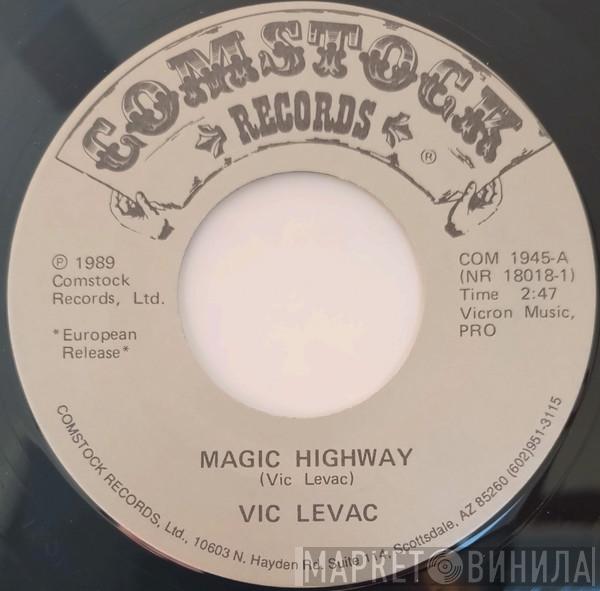 COMSTOCK
RECORDS
®
℗ 1989
Comstock
Records, Ltd.
*European
Release*
COM 1945-A
(NR 18018-1)
Time 2:47
Vicron Music,
PRO
MAGIC HIGHWAY
(Vic Levac)
VIC LEVAC
COMSTOCK RECORDS, Ltd., 10603 N. Hayden Rd. Suite 114, Scottsdale, AZ 85260 (602)951-3115
МАРКЕТ ВИНИЛА